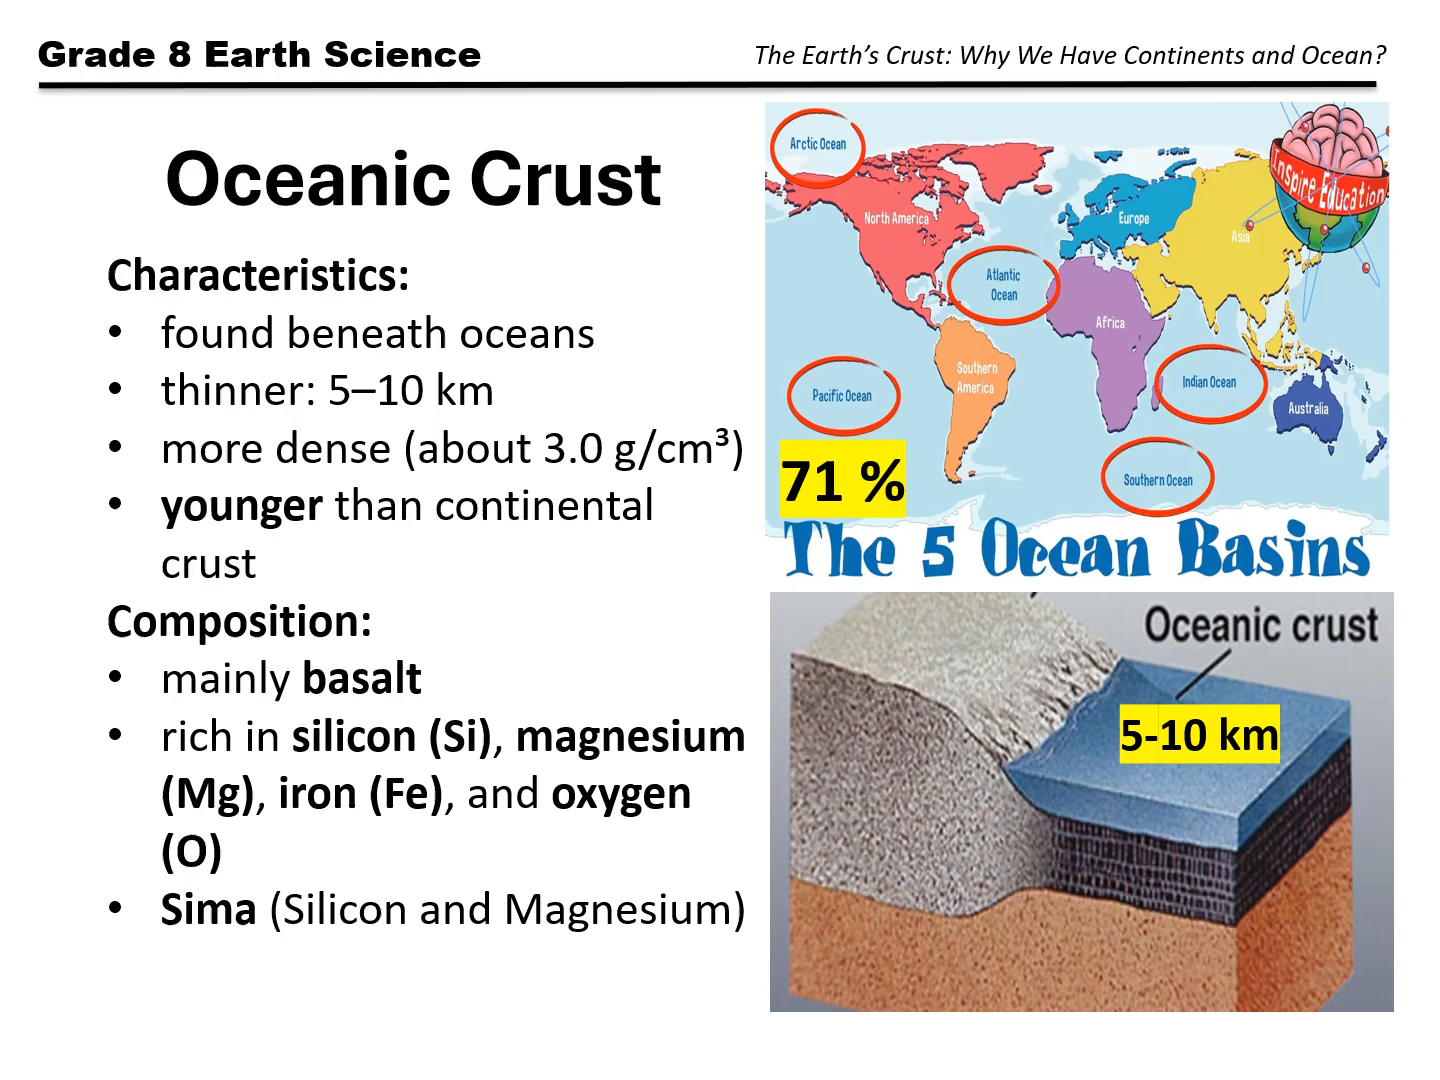 Grade 8 Earth Science
The Earth’s Crust: Why We Have Continents and Ocean?
Oceanic Crust
Characteristics:
• found beneath oceans
• thinner: 5–10 km
• more dense (about 3.0 g/cm³)
• younger than continental
crust
Composition:
• mainly basalt
• rich in silicon (Si), magnesium
(Mg), iron (Fe), and oxygen
(O)
• Sima (Silicon and Magnesium)
Arctic Ocean
North America
Europe
Asia
Inspire Education
Atlantic
Ocean
Africa
Southern
America
Pacific Ocean
Indian Ocean
Australia
Southern Ocean
71 %
The 5 Ocean Basins
Oceanic crust
5-10 km